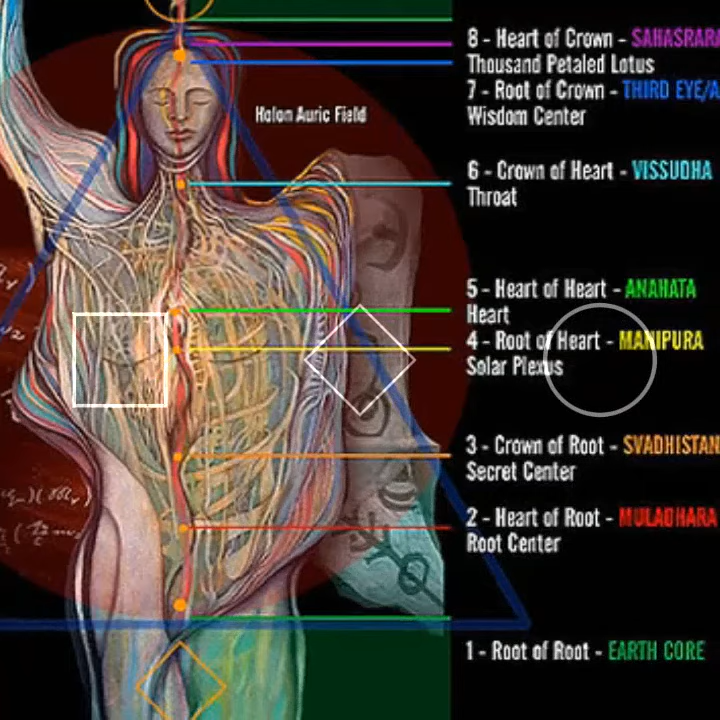 8 - Heart of Crown - SAHASRARA
Thousand Petaled Lotus
7 - Root of Crown - THIRD EYE/A
Wisdom Center
Holon Auric Field
6 - Crown of Heart - VISSUDHA
Throat
5 - Heart of Heart - ANAHATA
Heart
4 - Root of Heart - MANIPURA
Solar Plexus
3 - Crown of Root - SVADHISTAN
Secret Center
2 - Heart of Root - MULADHARA
Root Center
1 - Root of Root - EARTH CORE